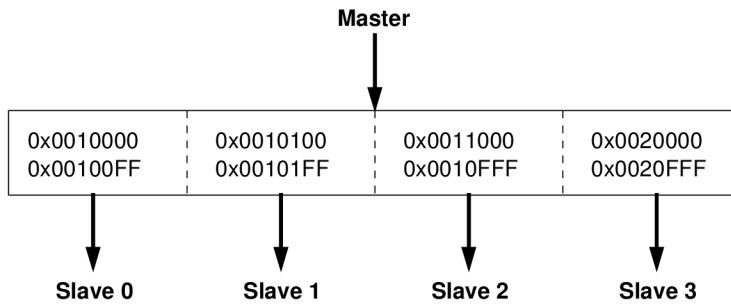 Master
0x0010000 0x0010100 0x0011000 0x0020000
0x00100FF 0x00101FF 0x0010FFF 0x0020FFF
Slave 0 Slave 1 Slave 2 Slave 3